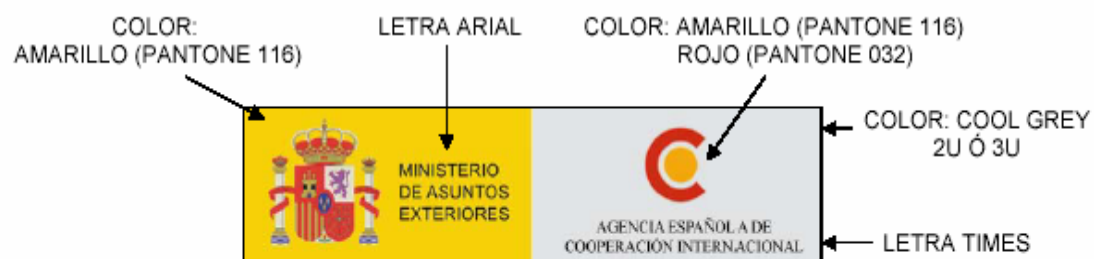 COLOR:
AMARILLO (PANTONE 116)
LETRA ARIAL
COLOR: AMARILLO (PANTONE 116)
ROJO (PANTONE 032)
COLOR: COOL GREY
2U Ó 3U
MINISTERIO
DE ASUNTOS
EXTERIORES
AGENCIA ESPAÑOL A DE
COOPERACIÓN INTERNACIONAL
LETRA TIMES